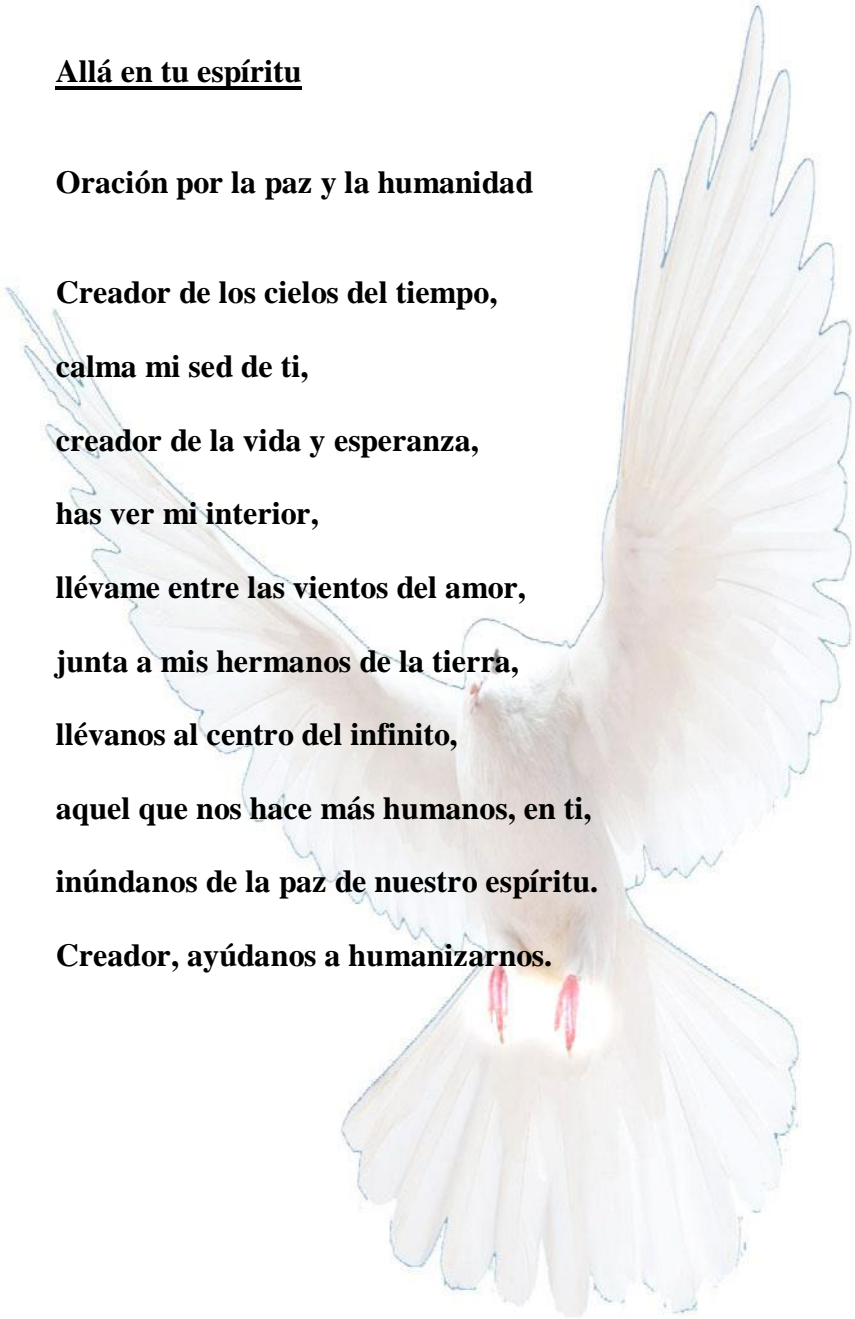 Allá en tu espíritu
Oración por la paz y la humanidad
Creador de los cielos del tiempo,
calma mi sed de ti,
creador de la vida y esperanza,
has ver mi interior,
llévame entre las vientos del amor,
junta a mis hermanos de la tierra,
llévanos al centro del infinito,
aquel que nos hace más humanos, en ti,
inúndanos de la paz de nuestro espíritu.
Creador, ayúdanos a humanizarnos.